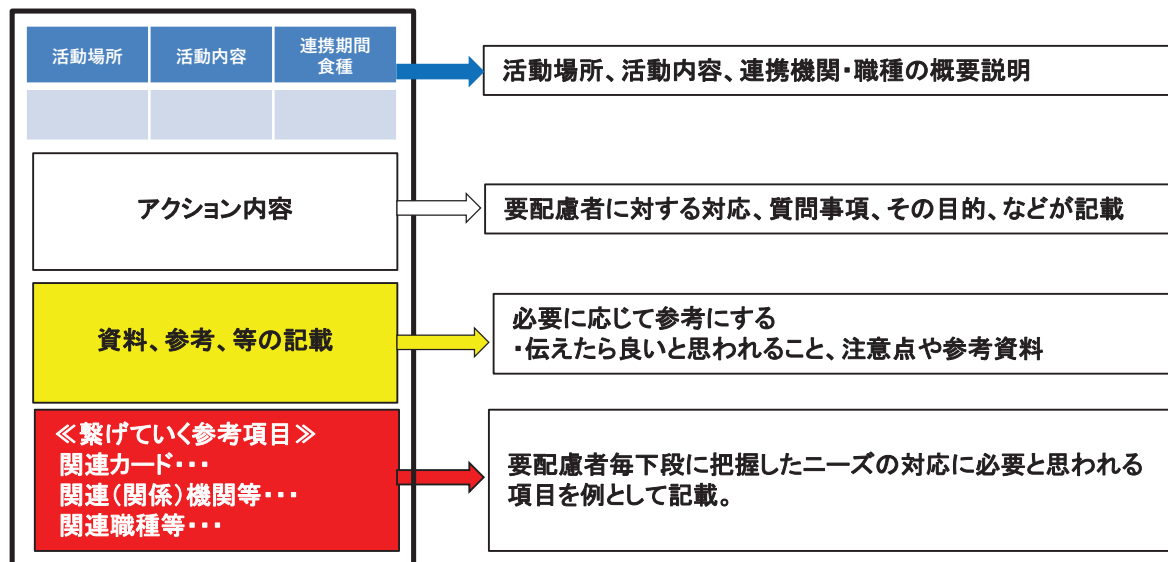 活動場所
活動内容
連携期間
食種
活動場所、活動内容、連携機関・職種の概要説明
アクション内容
要配慮者に対する対応、質問事項、その目的、などが記載
資料、参考、等の記載
必要に応じて参考にする
・伝えたら良いと思われること、注意点や参考資料
≪繋げていく参考項目≫
関連カード・・・
関連(関係)機関等・・・
関連職種等・・・
要配慮者毎下段に把握したニーズの対応に必要と思われる
項目を例として記載。